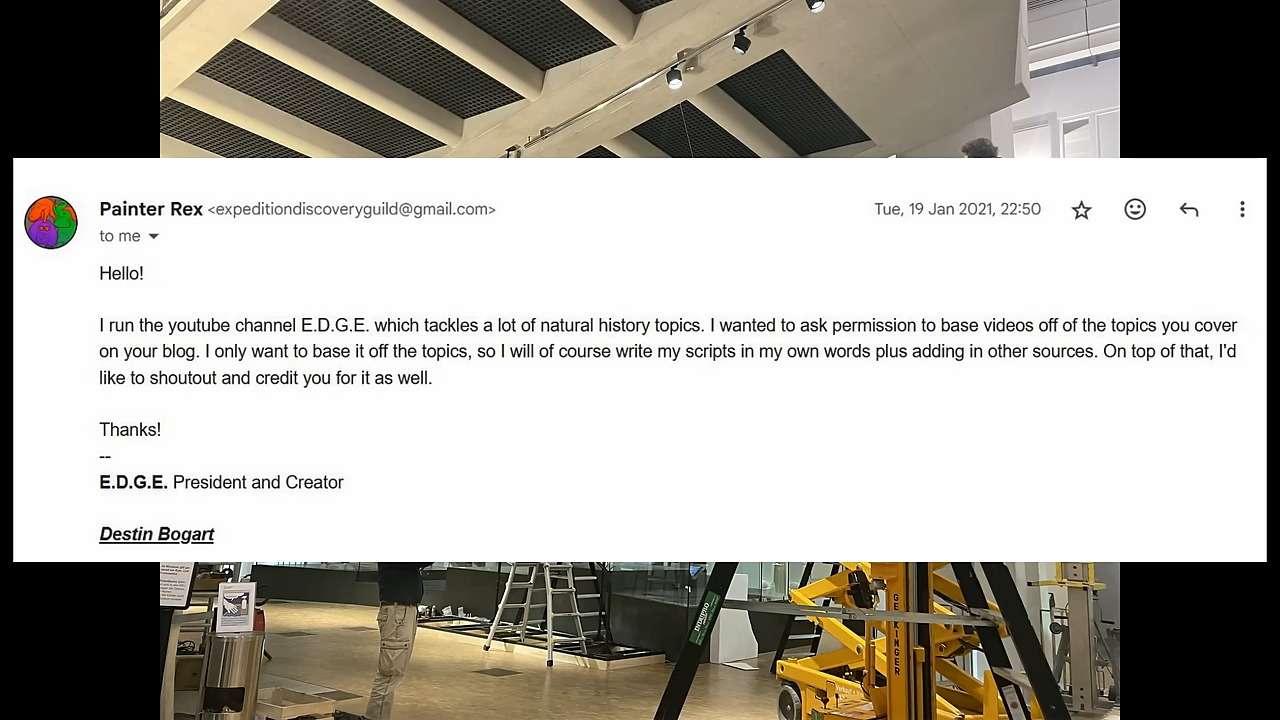 Painter Rex <expeditiondiscoveryguild@gmail.com>
Tue, 19 Jan 2021, 22:50
to me
Hello!
I run the youtube channel E.D.G.E. which tackles a lot of natural history topics. I wanted to ask permission to base videos off of the topics you cover
on your blog. I only want to base it off the topics, so I will of course write my scripts in my own words plus adding in other sources. On top of that, I'd
like to shoutout and credit you for it as well.
Thanks!
--
E.D.G.E. President and Creator
Destin Bogart